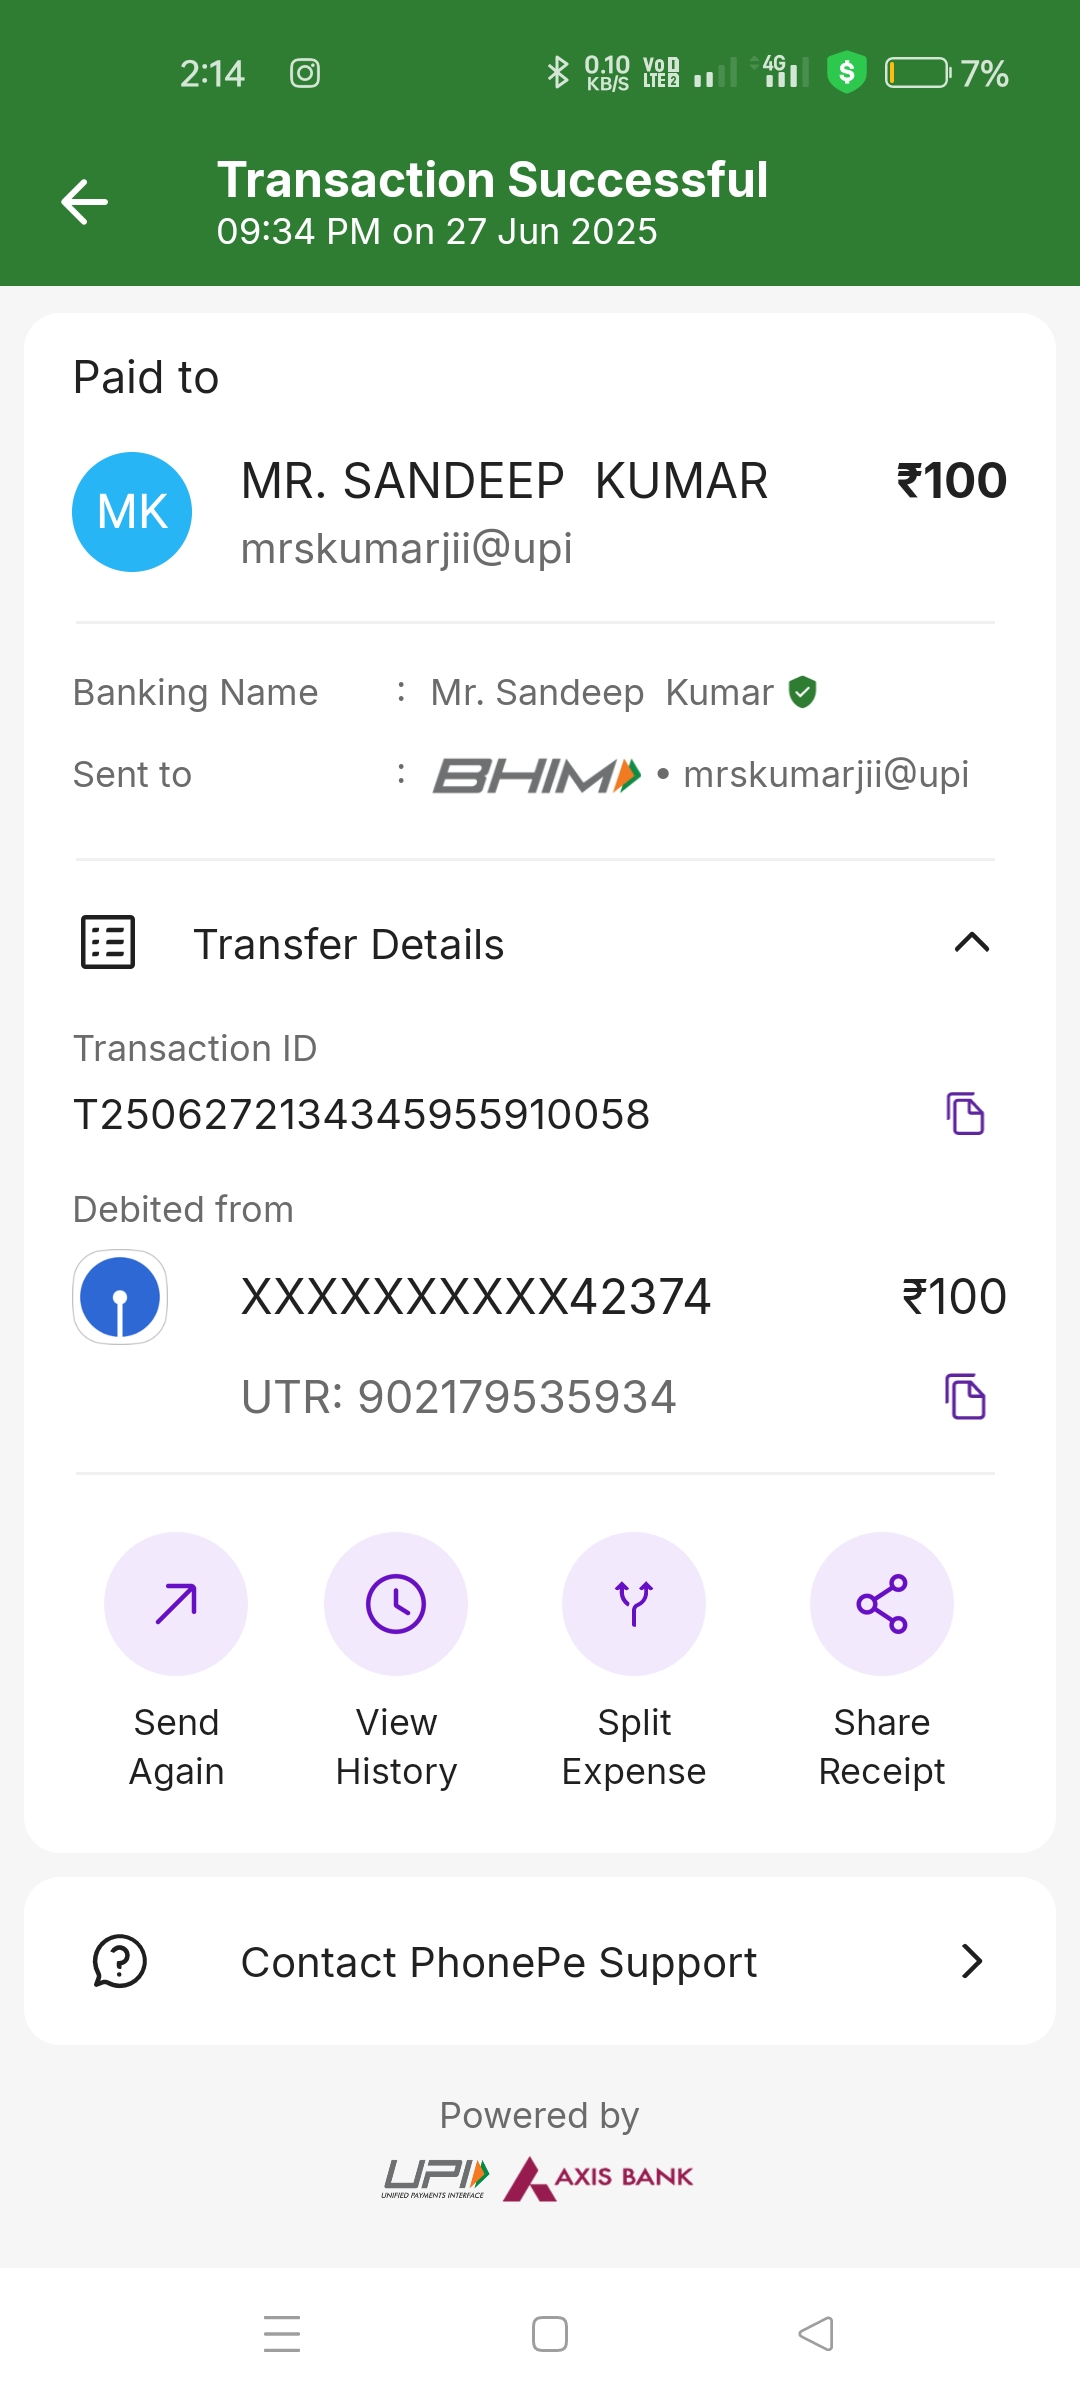 2:14 0.10 KB/S Vo 1 LTE 2 4G $ 7%
Transaction Successful
09:34 PM on 27 Jun 2025
Paid to
MK MR. SANDEEP  KUMAR ₹100
mrskumarjii@upi
Banking Name : Mr. Sandeep  Kumar
Sent to : BHIM • mrskumarjii@upi
Transfer Details
Transaction ID
T2506272134345955910058
Debited from
XXXXXXXXXX42374 ₹100
UTR: 902179535934
Send Again
View History
Split Expense
Share Receipt
Contact PhonePe Support
Powered by
UPI UNIFIED PAYMENTS INTERFACE AXIS BANK